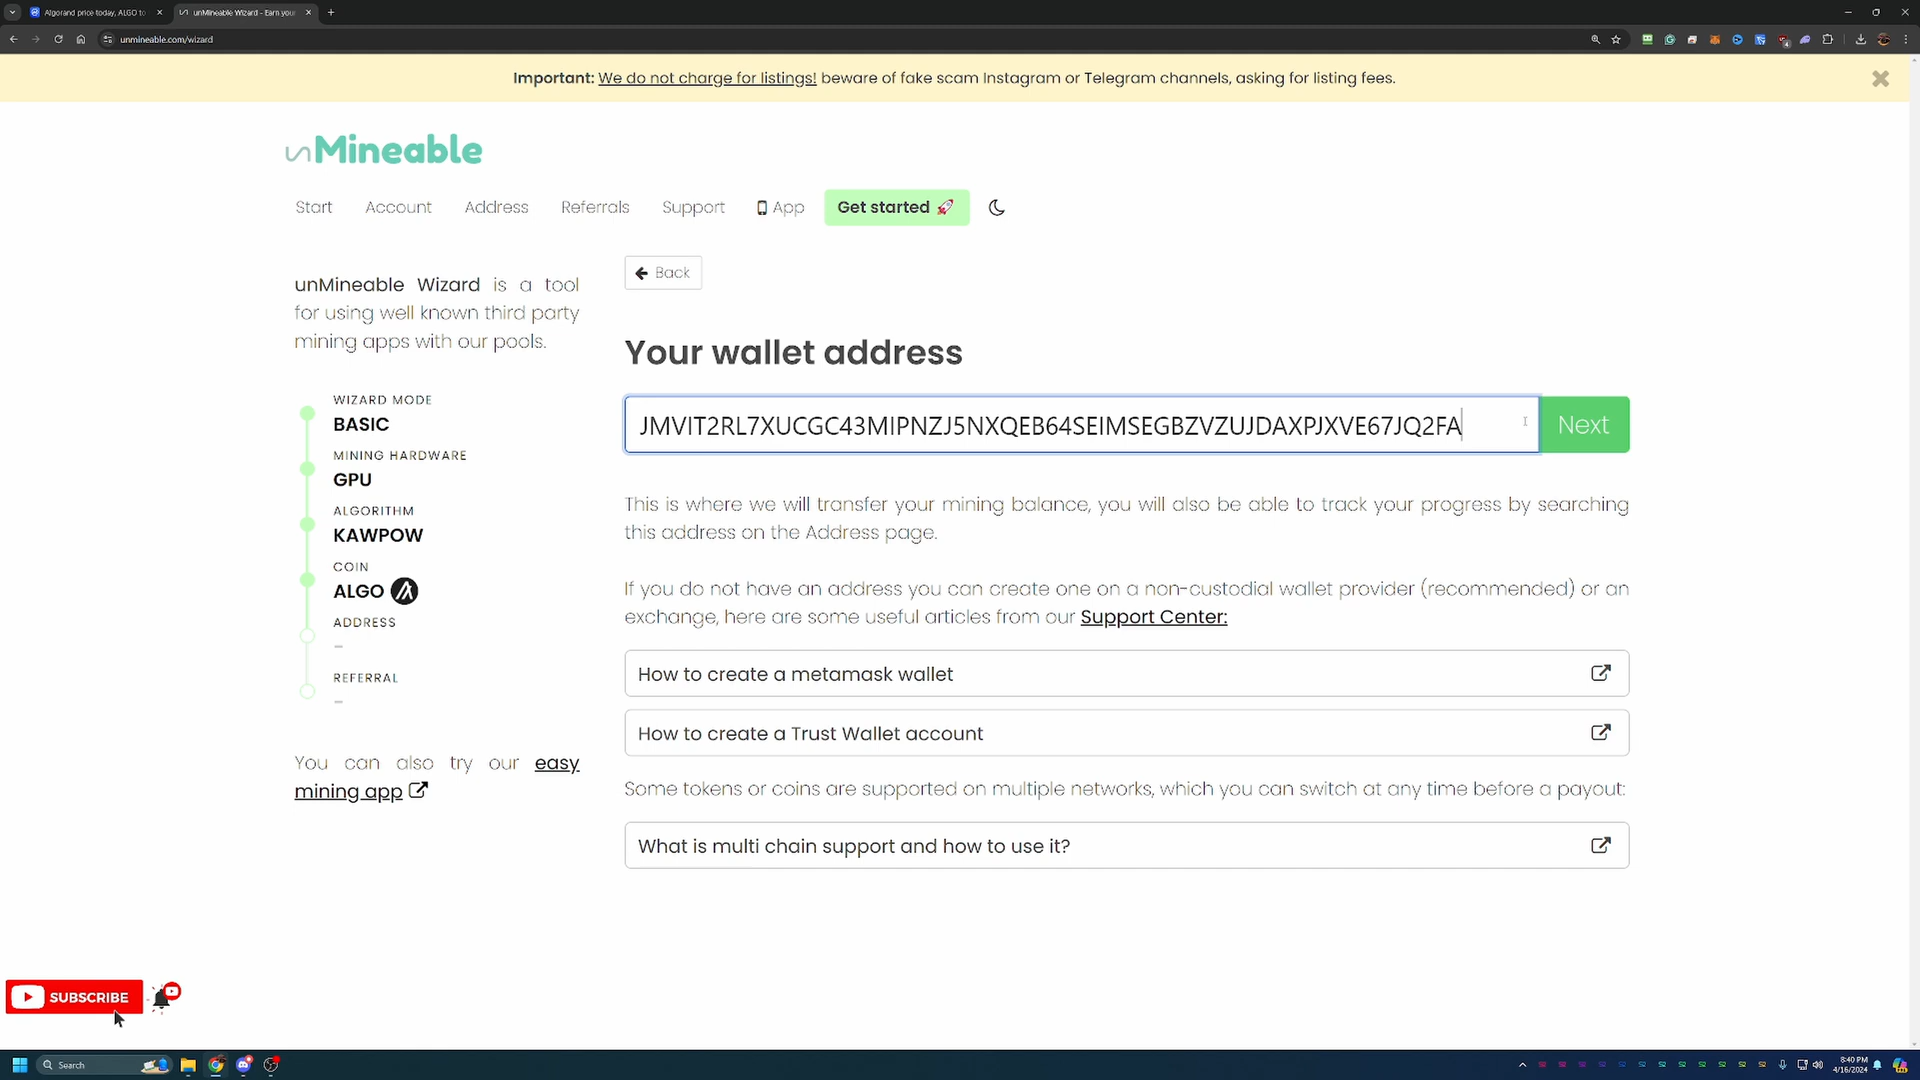 Algorand price today, ALGO to
unMineable Wizard - Earn your
unmineable.com/wizard
Important: We do not charge for listings! beware of fake scam Instagram or Telegram channels, asking for listing fees.
unMineable
Start Account Address Referrals Support App Get started
Back
unMineable Wizard is a tool
for using well known third party
mining apps with our pools.
WIZARD MODE
BASIC
MINING HARDWARE
GPU
ALGORITHM
KAWPOW
COIN
ALGO
ADDRESS
–
REFERRAL
–
You can also try our easy
mining app
Your wallet address
JMVIT2RL7XUCGC43MIPNZJ5NXQEB64SEIMSEGBZVZUJDAXPJXVE67JQ2FA
Next
This is where we will transfer your mining balance, you will also be able to track your progress by searching
this address on the Address page.
If you do not have an address you can create one on a non-custodial wallet provider (recommended) or an
exchange, here are some useful articles from our Support Center:
How to create a metamask wallet
How to create a Trust Wallet account
Some tokens or coins are supported on multiple networks, which you can switch at any time before a payout:
What is multi chain support and how to use it?
SUBSCRIBE
Search
8:40 PM
4/16/2024